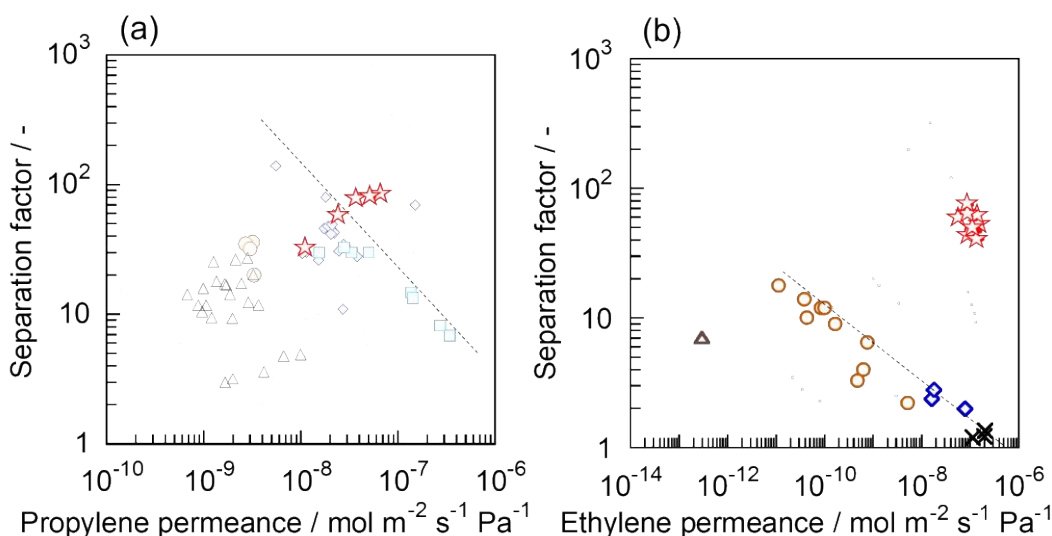 (a)
(b)
Separation factor / -
10³
10²
10
1
10⁻¹⁰ 10⁻⁹ 10⁻⁸ 10⁻⁷ 10⁻⁶
Propylene permeance / mol m⁻² s⁻¹ Pa⁻¹
Separation factor / -
10³
10²
10
1
10⁻¹⁴ 10⁻¹² 10⁻¹⁰ 10⁻⁸ 10⁻⁶
Ethylene permeance / mol m⁻² s⁻¹ Pa⁻¹